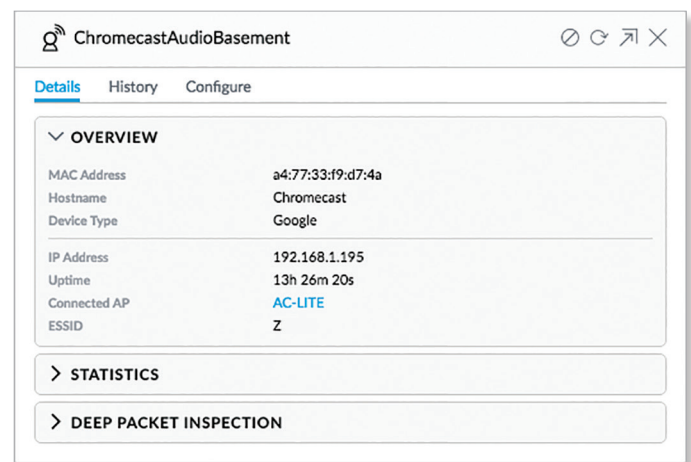 ChromecastAudioBasement
Details History Configure
OVERVIEW
MAC Address a4:77:33:f9:d7:4a
Hostname Chromecast
Device Type Google
IP Address 192.168.1.195
Uptime 13h 26m 20s
Connected AP AC-LITE
ESSID Z
STATISTICS
DEEP PACKET INSPECTION